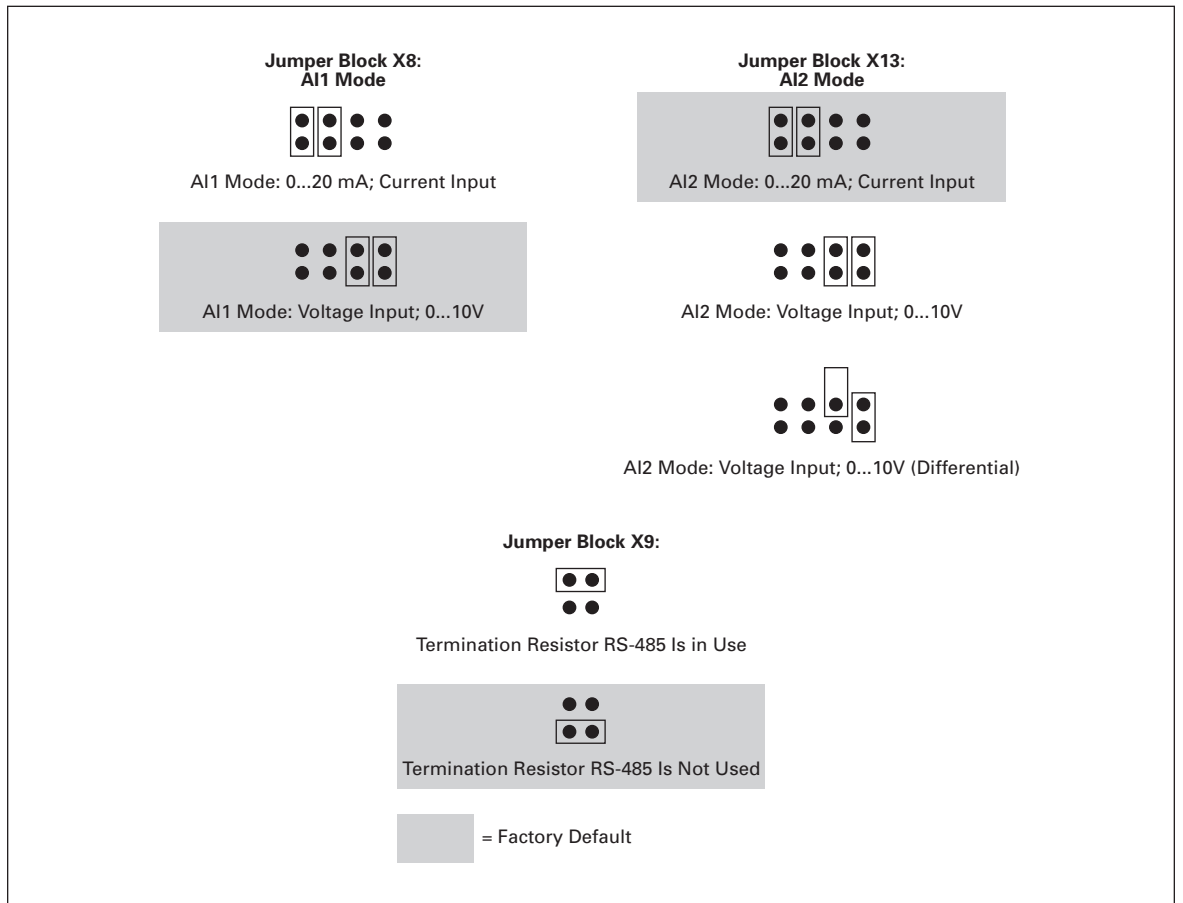 Jumper Block X8:
AI1 Mode
AI1 Mode: 0...20 mA; Current Input
AI1 Mode: Voltage Input; 0...10V
Jumper Block X13:
AI2 Mode
AI2 Mode: 0...20 mA; Current Input
AI2 Mode: Voltage Input; 0...10V
AI2 Mode: Voltage Input; 0...10V (Differential)
Jumper Block X9:
Termination Resistor RS-485 Is in Use
Termination Resistor RS-485 Is Not Used
= Factory Default